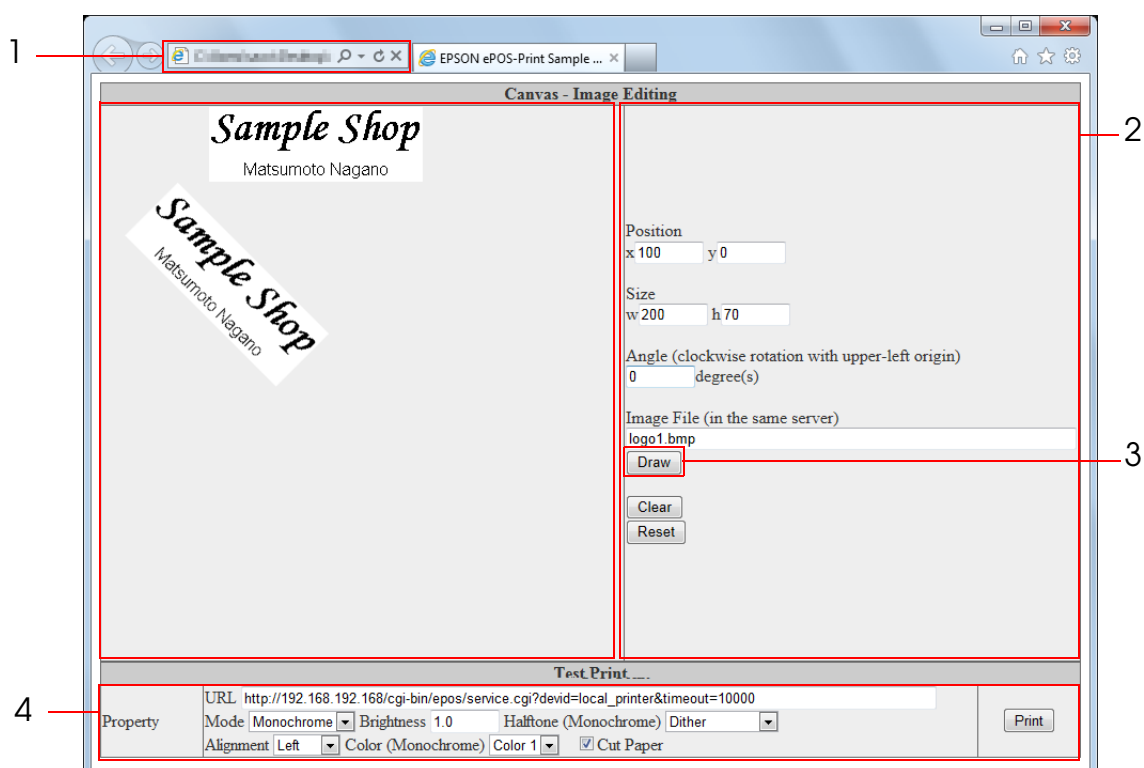 1
EPSON ePOS-Print Sample ...
Canvas - Image Editing
Sample Shop
Matsumoto Nagano
Sample Shop
Matsumoto Nagano
2
Position
x 100 y 0
Size
w 200 h 70
Angle (clockwise rotation with upper-left origin)
0 degree(s)
Image File (in the same server)
logo1.bmp
Draw
3
Clear
Reset
Test Print
4
Property
URL http://192.168.192.168/cgi-bin/epos/service.cgi?devid=local_printer&timeout=10000
Mode Monochrome Brightness 1.0 Halftone (Monochrome) Dither
Alignment Left Color (Monochrome) Color 1 Cut Paper
Print